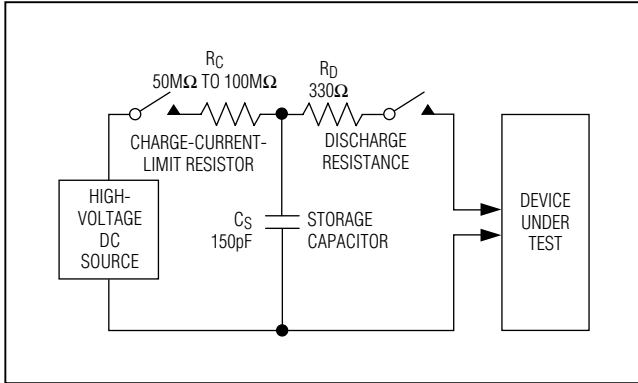 R_C
50MΩ TO 100MΩ
CHARGE-CURRENT-
LIMIT RESISTOR
R_D
330Ω
DISCHARGE
RESISTANCE
HIGH-
VOLTAGE
DC
SOURCE
C_S
150pF
STORAGE
CAPACITOR
DEVICE
UNDER
TEST